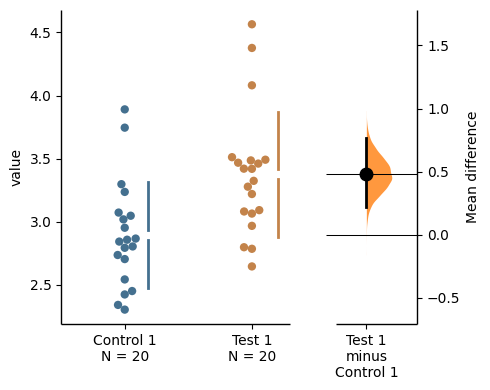 4.5
4.0
3.5
3.0
2.5
value
Control 1
N = 20
Test 1
N = 20
Test 1
minus
Control 1
1.5
1.0
0.5
0.0
−0.5
Mean difference